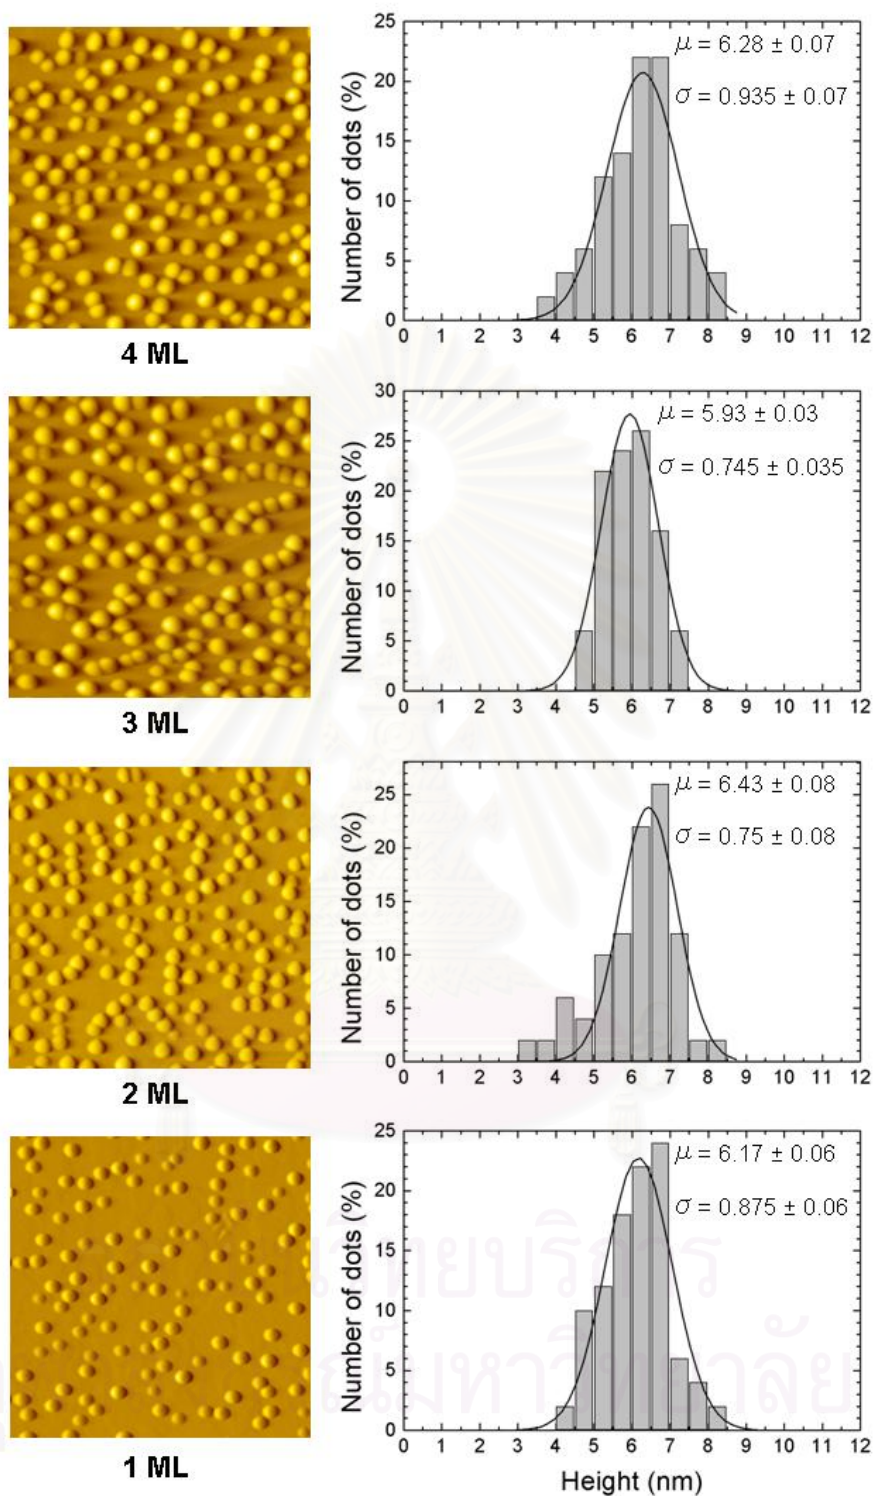 25
20
15
10
5
0
Number of dots (%)
μ = 6.28 ± 0.07
σ = 0.935 ± 0.07
0 1 2 3 4 5 6 7 8 9 10 11 12
4 ML
30
25
20
15
10
5
0
Number of dots (%)
μ = 5.93 ± 0.03
σ = 0.745 ± 0.035
0 1 2 3 4 5 6 7 8 9 10 11 12
3 ML
25
20
15
10
5
0
Number of dots (%)
μ = 6.43 ± 0.08
σ = 0.75 ± 0.08
0 1 2 3 4 5 6 7 8 9 10 11 12
2 ML
25
20
15
10
5
0
Number of dots (%)
μ = 6.17 ± 0.06
σ = 0.875 ± 0.06
0 1 2 3 4 5 6 7 8 9 10 11 12
Height (nm)
1 ML